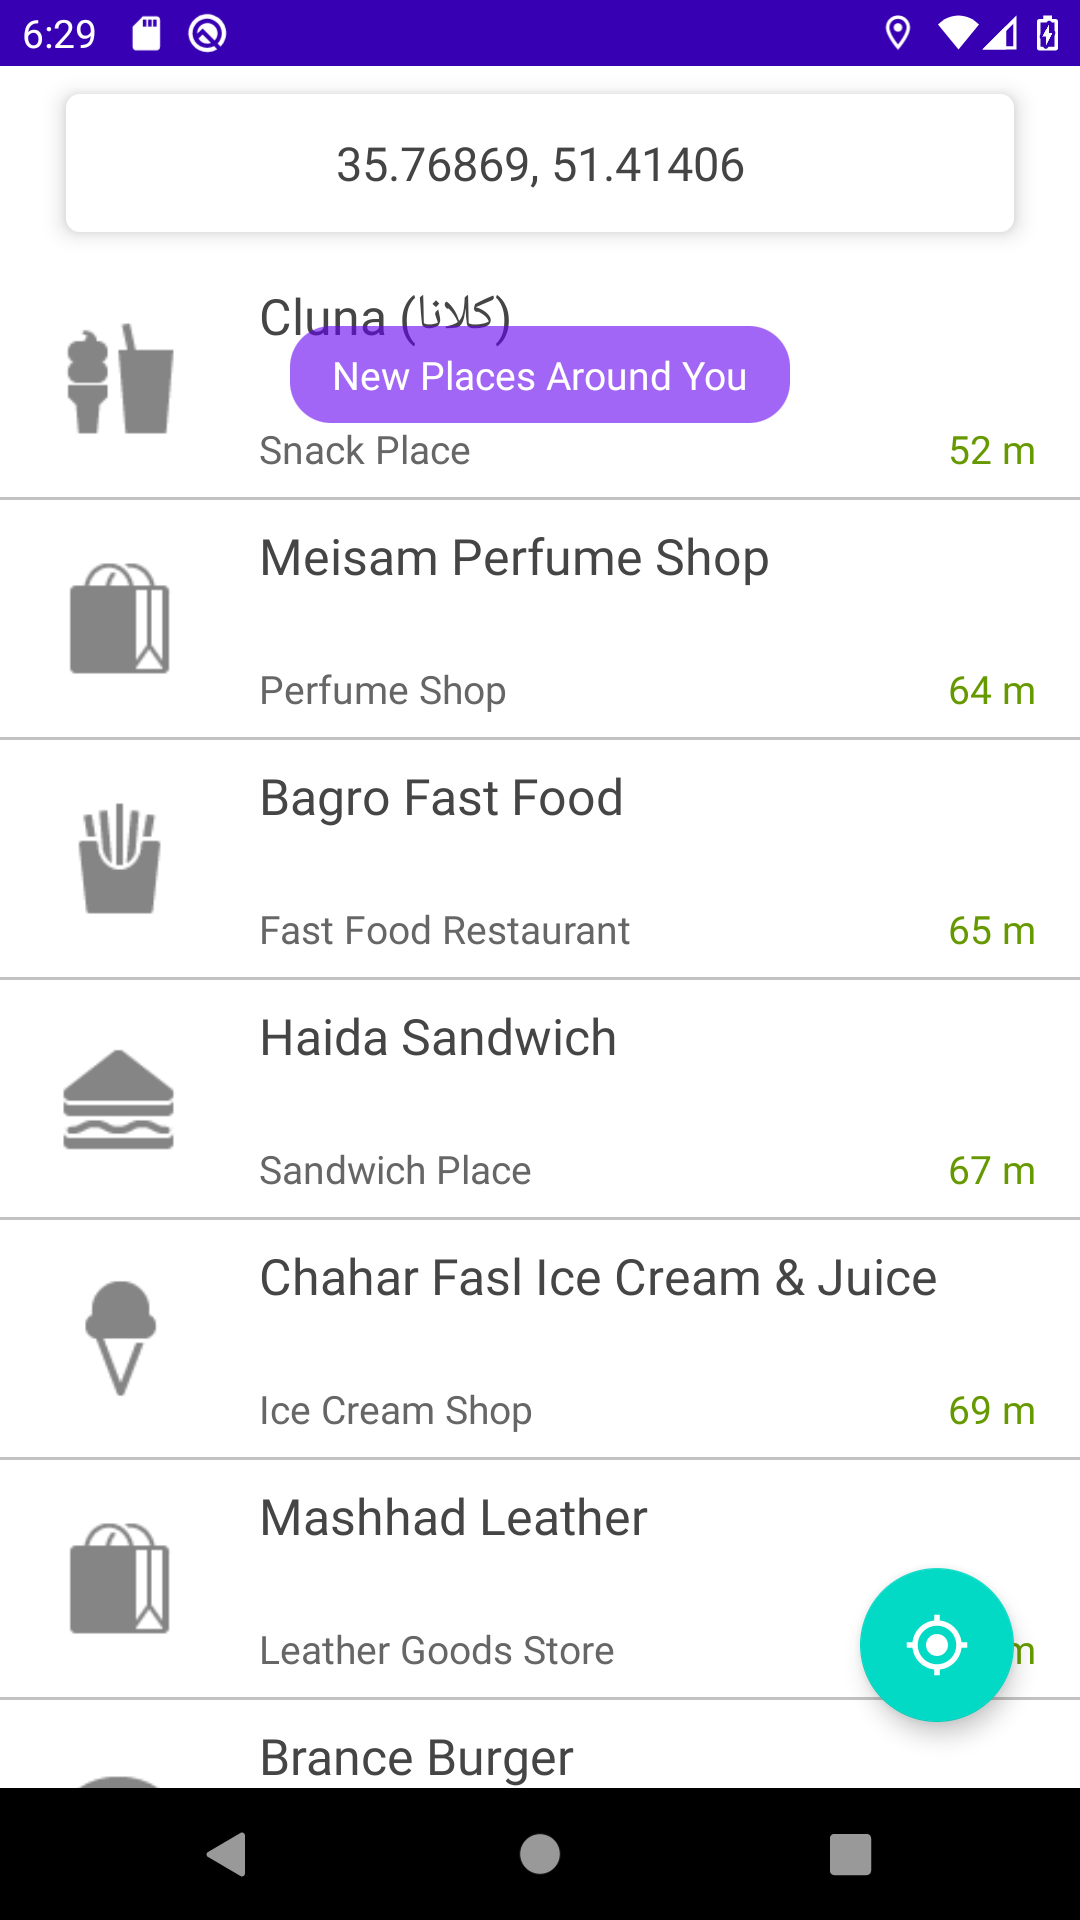 6:29
35.76869, 51.41406
Cluna (کلانا)
New Places Around You
Snack Place
52 m
Meisam Perfume Shop
Perfume Shop
64 m
Bagro Fast Food
Fast Food Restaurant
65 m
Haida Sandwich
Sandwich Place
67 m
Chahar Fasl Ice Cream & Juice
Ice Cream Shop
69 m
Mashhad Leather
Leather Goods Store
m
Brance Burger